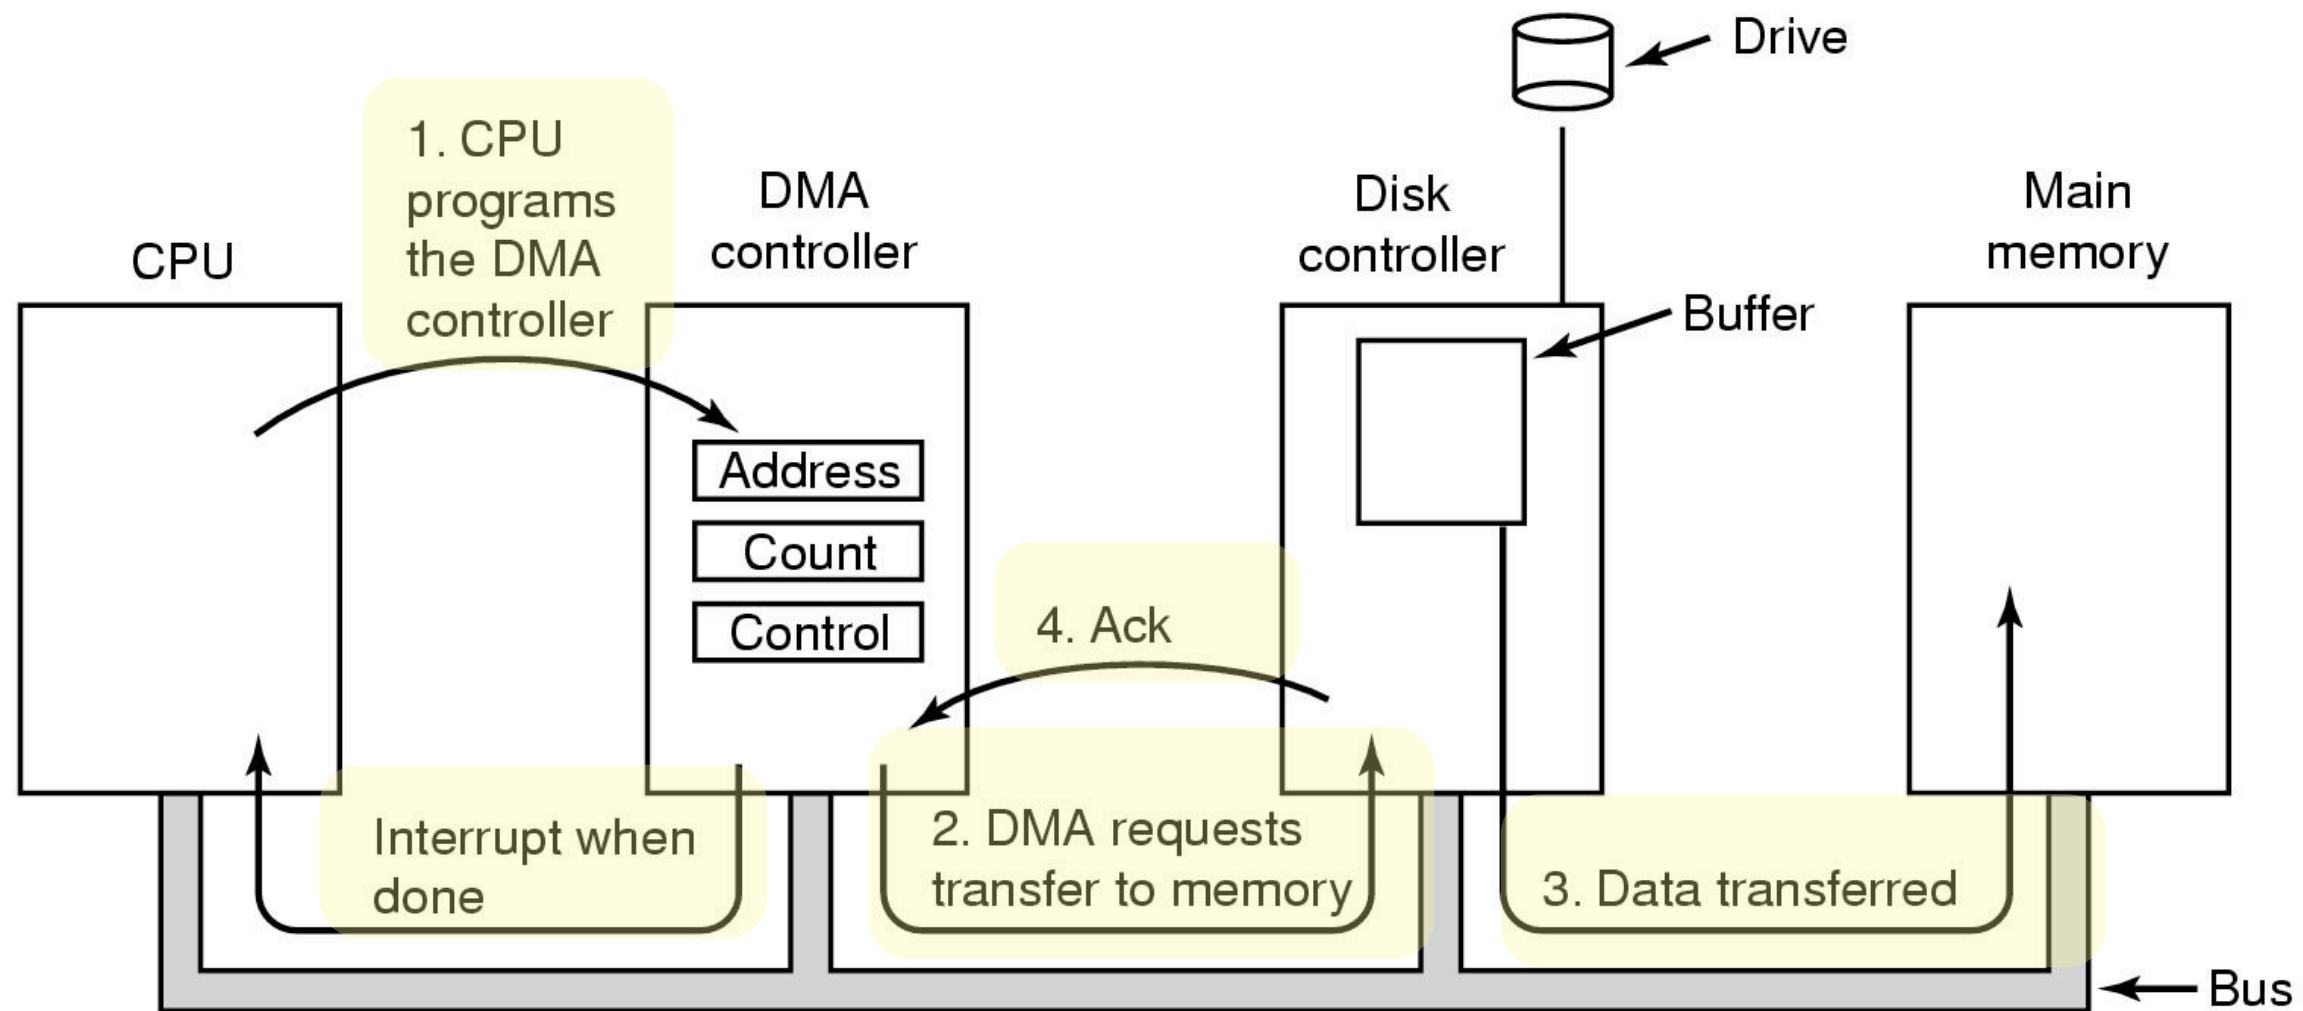 Drive
1. CPU
programs
the DMA
controller
CPU
DMA
controller
Disk
controller
Main
memory
Buffer
Address
Count
Control
4. Ack
Interrupt when
done
2. DMA requests
transfer to memory
3. Data transferred
Bus